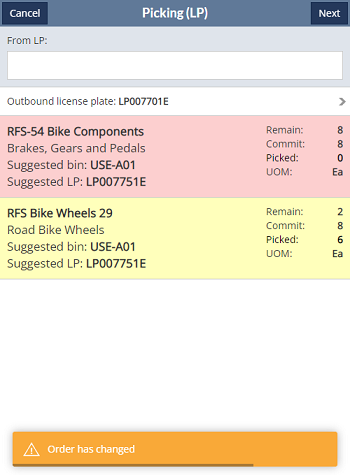 Cancel Picking (LP) Next
From LP:
Outbound license plate: LP007701E
RFS-54 Bike Components Remain: 8
Brakes, Gears and Pedals Commit: 8
Suggested bin: USE-A01 Picked: 0
Suggested LP: LP007751E UOM: Ea
RFS Bike Wheels 29 Remain: 2
Road Bike Wheels Commit: 8
Suggested bin: USE-A01 Picked: 6
Suggested LP: LP007751E UOM: Ea
Order has changed